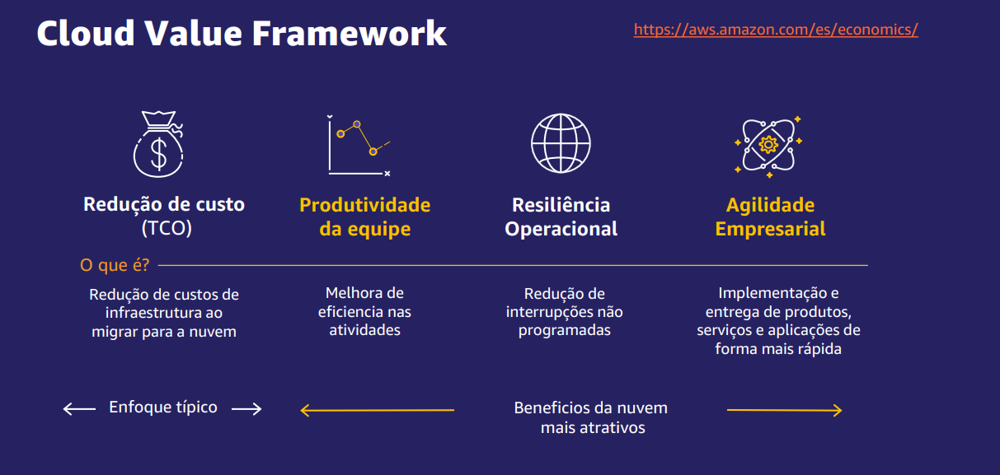 Cloud Value Framework
https://aws.amazon.com/es/economics/
$
Redução de custo
(TCO)
Produtividade
da equipe
Resiliência
Operacional
Agilidade
Empresarial
O que é?
Redução de custos de
infraestrutura ao
migrar para a nuvem
Melhora de
eficiencia nas
atividades
Redução de
interrupções não
programadas
Implementação e
entrega de produtos,
serviços e aplicações de
forma mais rápida
Enfoque típico
Beneficios da nuvem
mais atrativos